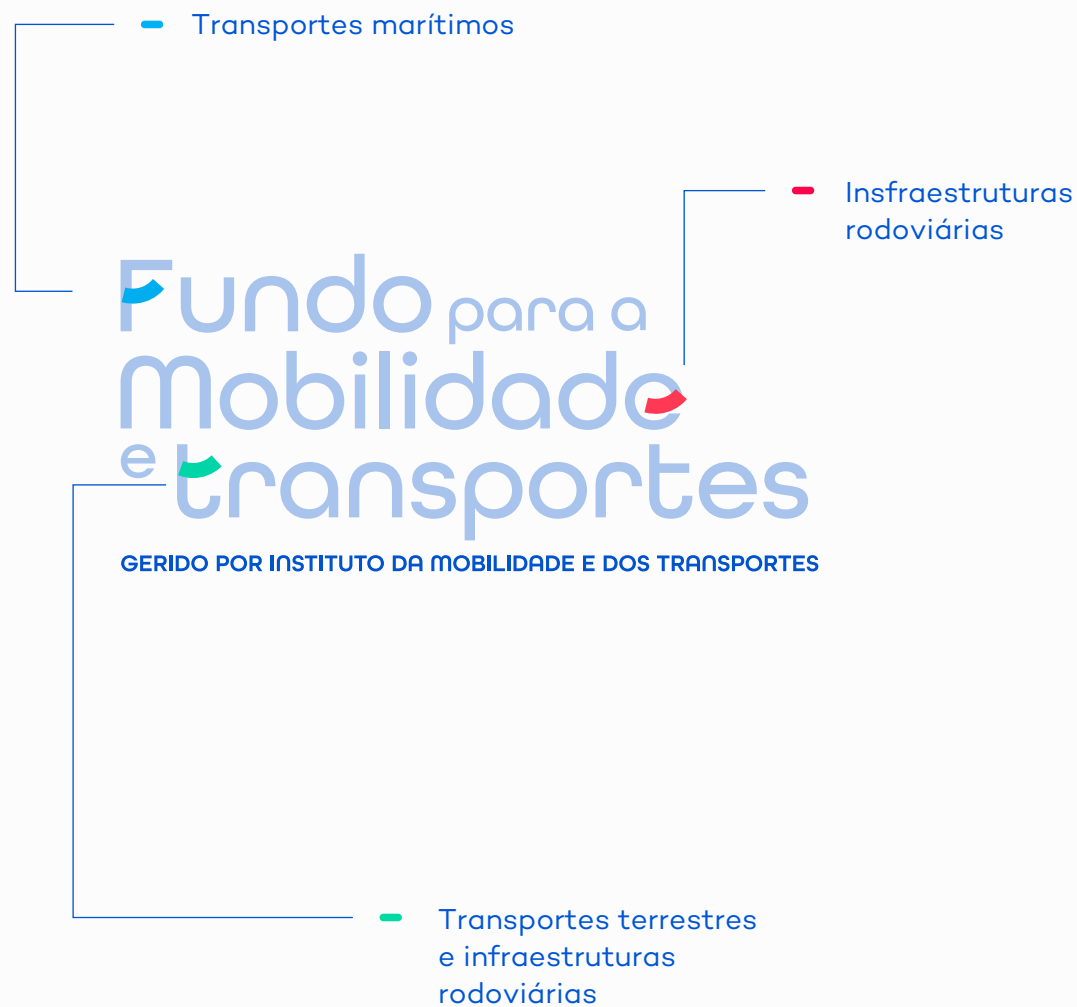 Transportes marítimos
Insfraestruturas
rodoviárias
Fundo para a
Mobilidade
e transportes
GERIDO POR INSTITUTO DA MOBILIDADE E DOS TRANSPORTES
Transportes terrestres
e infraestruturas
rodoviárias